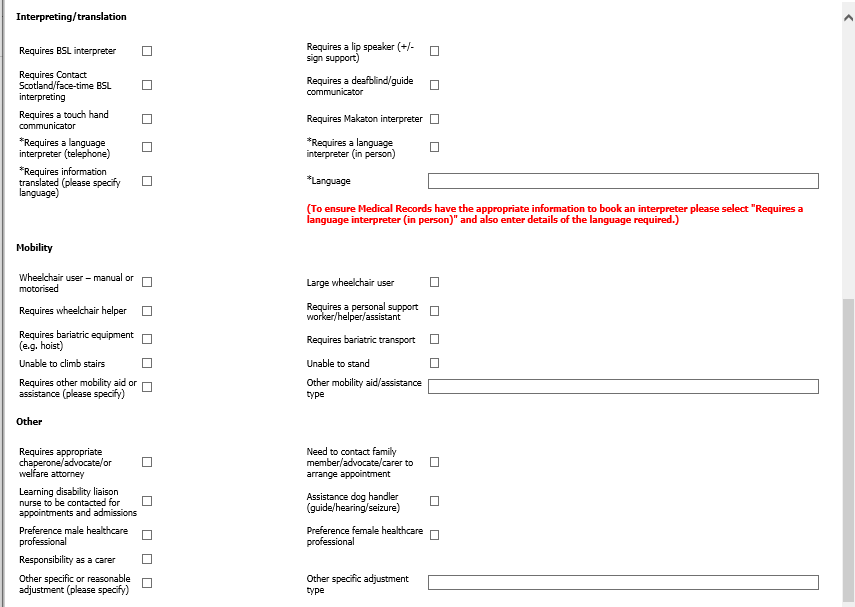 Interpreting/translation
Requires BSL interpreter
Requires a lip speaker (+/-
sign support)
Requires Contact
Scotland/face-time BSL
interpreting
Requires a deafblind/guide
communicator
Requires a touch hand
communicator
Requires Makaton interpreter
*Requires a language
interpreter (telephone)
*Requires a language
interpreter (in person)
*Requires information
translated (please specify
language)
*Language
(To ensure Medical Records have the appropriate information to book an interpreter please select "Requires a
language interpreter (in person)" and also enter details of the language required.)
Mobility
Wheelchair user – manual or
motorised
Large wheelchair user
Requires wheelchair helper
Requires a personal support
worker/helper/assistant
Requires bariatric equipment
(e.g. hoist)
Requires bariatric transport
Unable to climb stairs
Unable to stand
Requires other mobility aid or
assistance (please specify)
Other mobility aid/assistance
type
Other
Requires appropriate
chaperone/advocate/or
welfare attorney
Need to contact family
member/advocate/carer to
arrange appointment
Learning disability liaison
nurse to be contacted for
appointments and admissions
Assistance dog handler
(guide/hearing/seizure)
Preference male healthcare
professional
Preference female healthcare
professional
Responsibility as a carer
Other specific or reasonable
adjustment (please specify)
Other specific adjustment
type